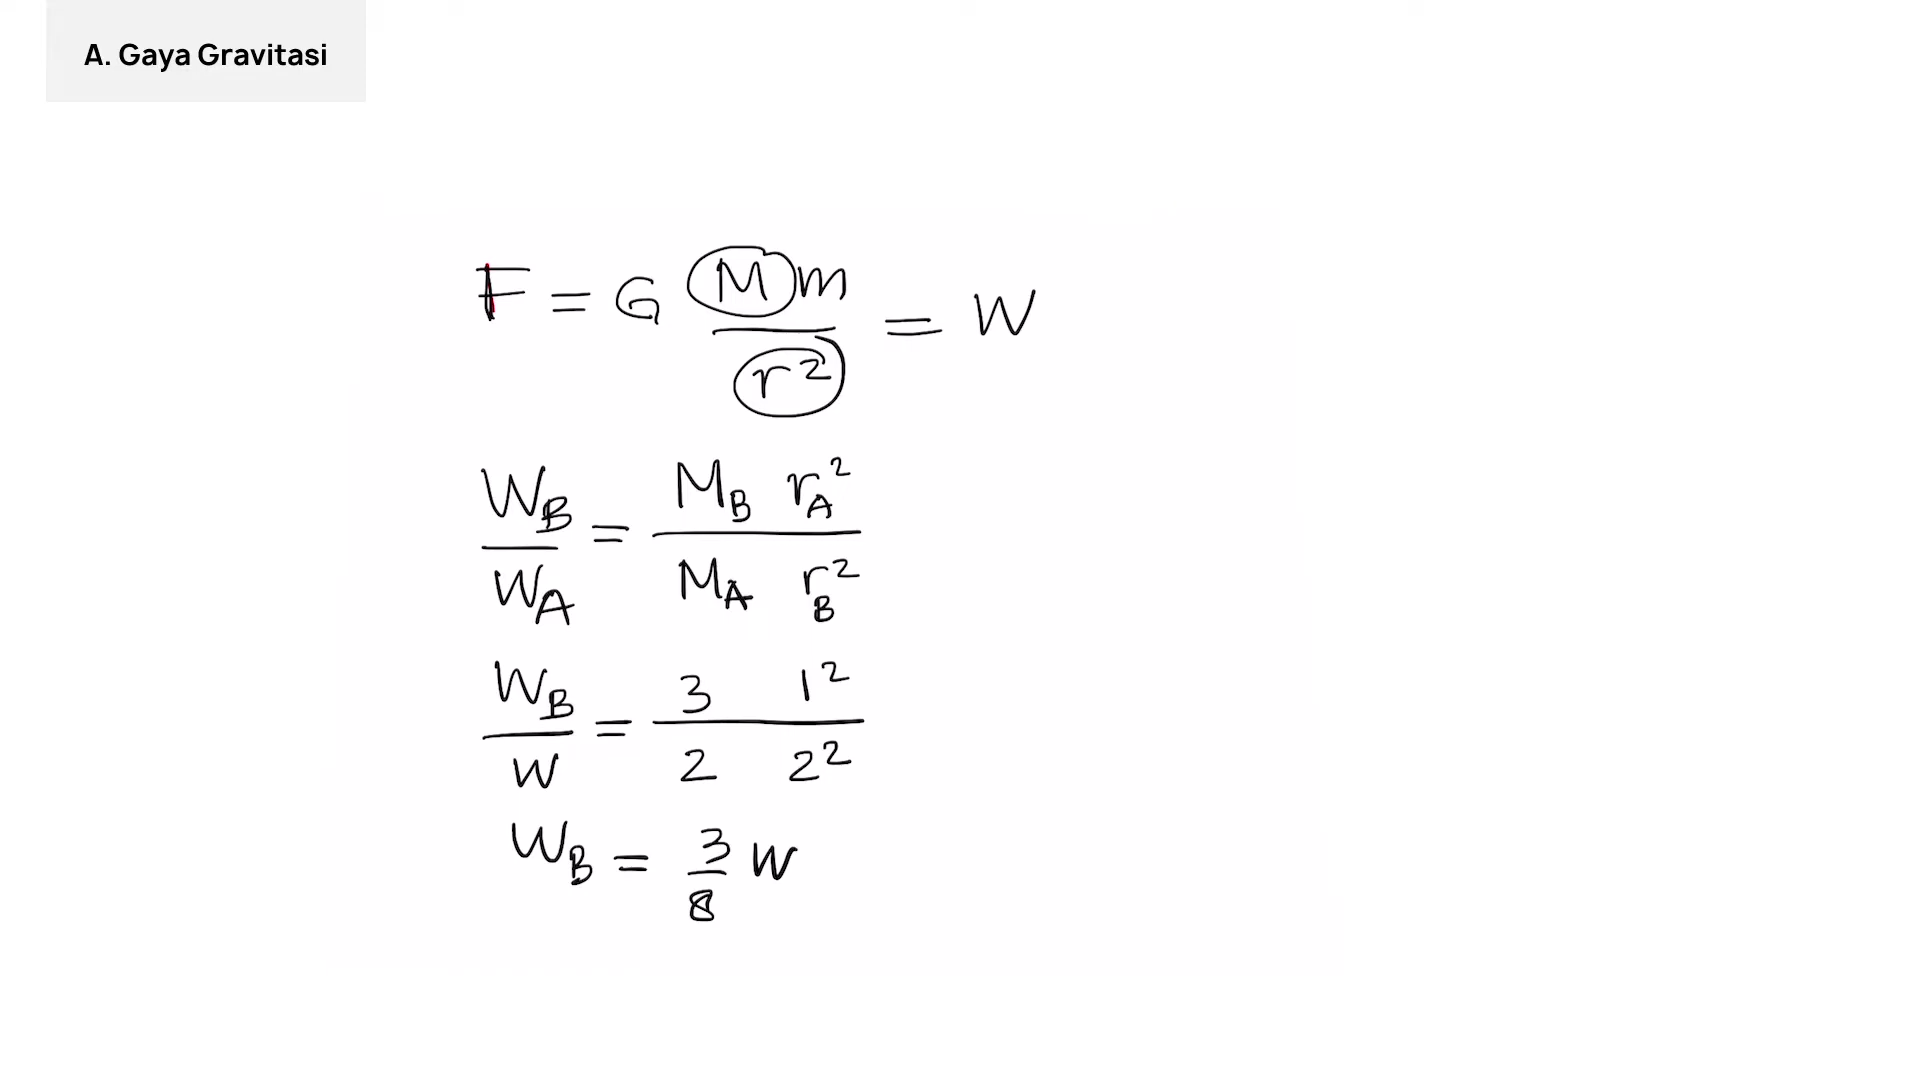 A. Gaya Gravitasi
F = G Mm / r² = W
W_B / W_A = M_B r_A² / M_A r_B²
W_B / W = 3 1² / 2 2²
W_B = 3/8 W